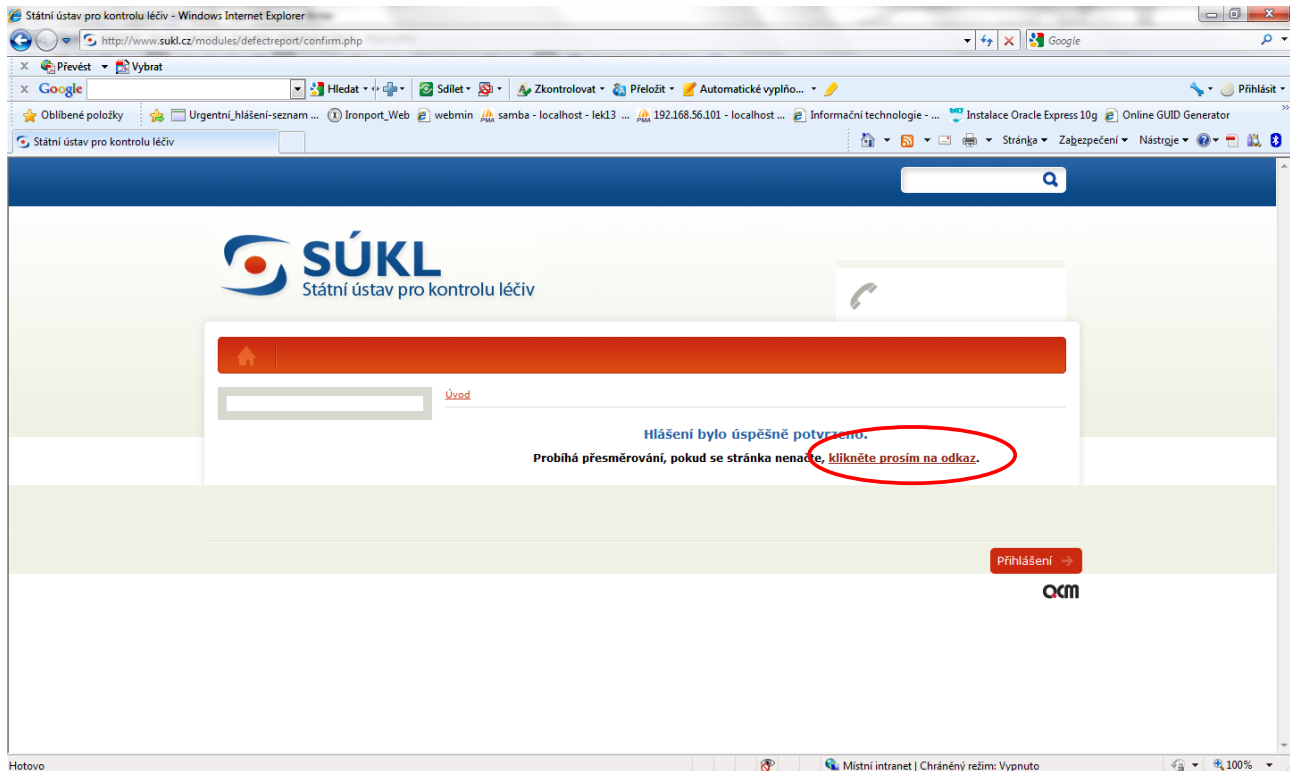 Státní ústav pro kontrolu léčiv - Windows Internet Explorer
http://www.sukl.cz/modules/defectreport/confirm.php Google
x Převést Vybrat
x Google Hledat Sdílet Zkontrolovat Přeložit Automatické vyplňo... Přihlásit
Oblíbené položky Urgentní_hlášení-seznam ... Ironport_Web webmin samba - localhost - lek13 ... 192.168.56.101 - localhost ... Informační technologie - ... Instalace Oracle Express 10g Online GUID Generator
Státní ústav pro kontrolu léčiv Stránka Zabezpečení Nástroje
SÚKL
Státní ústav pro kontrolu léčiv
Úvod
Hlášení bylo úspěšně potvrzeno.
Probíhá přesměrování, pokud se stránka nenačte, klikněte prosím na odkaz.
Přihlášení
QCM
Hotovo Místní intranet | Chráněný režim: Vypnuto 100%